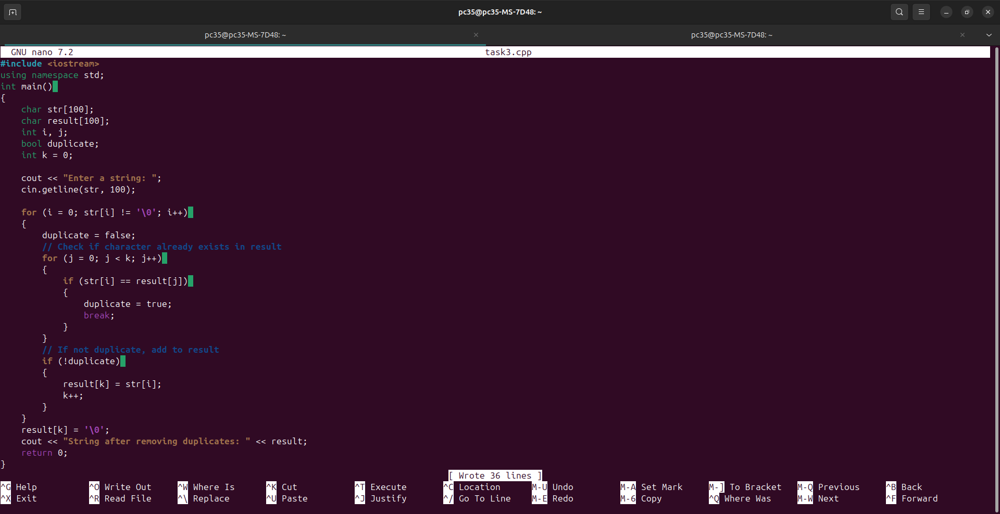 pc35@pc35-MS-7D48: ~
pc35@pc35-MS-7D48: ~ × pc35@pc35-MS-7D48: ~ ×
GNU nano 7.2 task3.cpp
#include <iostream>
using namespace std;
int main()
{
    char str[100];
    char result[100];
    int i, j;
    bool duplicate;
    int k = 0;

    cout << "Enter a string: ";
    cin.getline(str, 100);

    for (i = 0; str[i] != '\0'; i++)
    {
        duplicate = false;
        // Check if character already exists in result
        for (j = 0; j < k; j++)
        {
            if (str[i] == result[j])
            {
                duplicate = true;
                break;
            }
        }
        // If not duplicate, add to result
        if (!duplicate)
        {
            result[k] = str[i];
            k++;
        }
    }
    result[k] = '\0';
    cout << "String after removing duplicates: " << result;
    return 0;
}
[ Wrote 36 lines ]
^G Help ^O Write Out ^W Where Is ^K Cut ^T Execute ^C Location M-U Undo M-A Set Mark M-] To Bracket M-Q Previous ^B Back
^X Exit ^R Read File ^\ Replace ^U Paste ^J Justify ^/ Go To Line M-E Redo M-6 Copy ^Q Where Was M-W Next ^F Forward